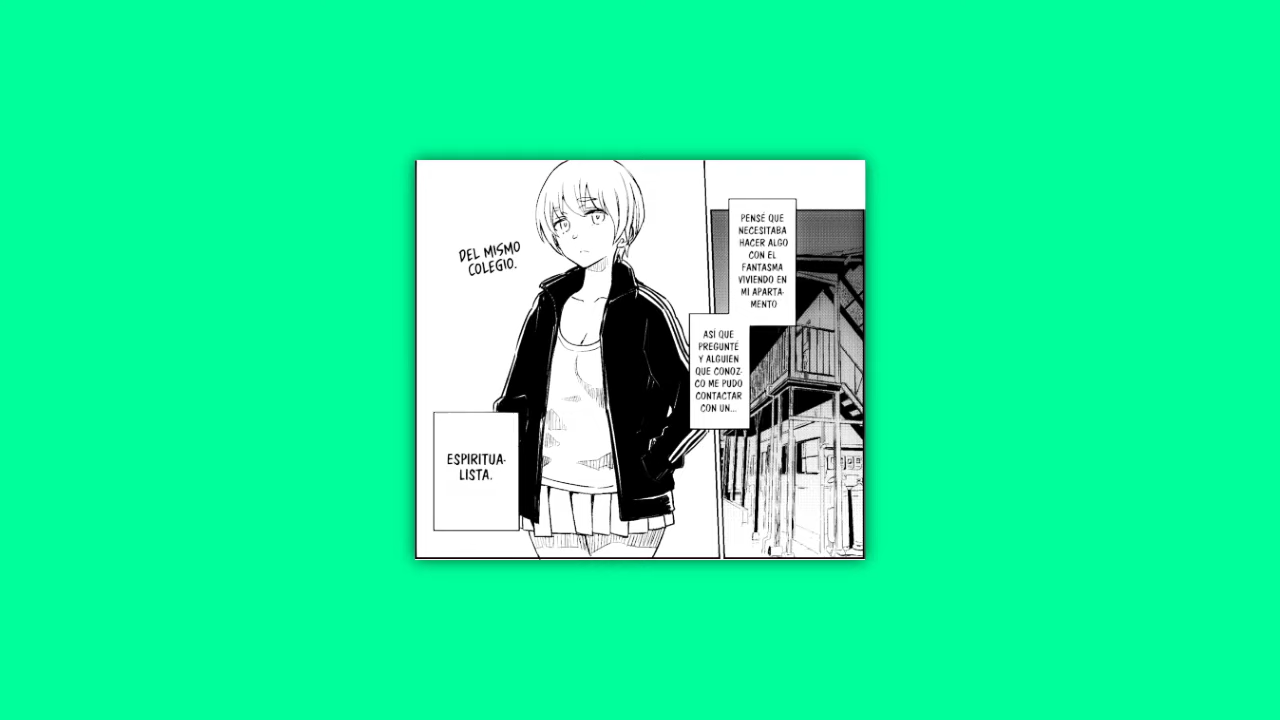 PENSÉ QUE
NECESITABA
HACER ALGO
CON EL
FANTASMA
VIVIENDO EN
MI APARTA-
MENTO
ASÍ QUE
PREGUNTÉ
Y ALGUIEN
QUE CONOZ-
CO ME PUDO
CONTACTAR
CON UN...
DEL MISMO
COLEGIO.
ESPIRITUA-
LISTA.